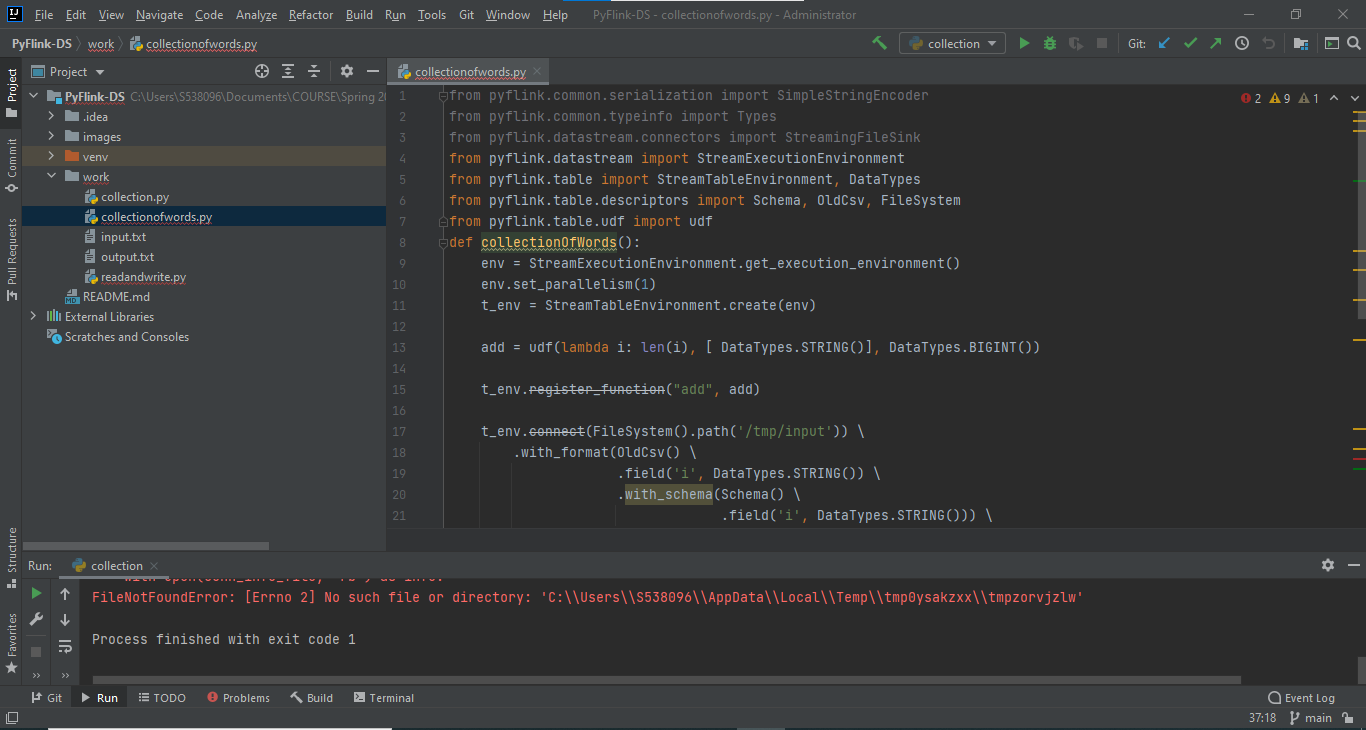 File Edit View Navigate Code Analyze Refactor Build Run Tools Git Window Help PyFlink-DS - collectionofwords.py - Administrator
PyFlink-DS work collectionofwords.py collection Git:
Project collectionofwords.py
PyFlink-DS C:\Users\S538096\Documents\COURSE\Spring 20
.idea
images
venv
work
collection.py
collectionofwords.py
input.txt
output.txt
readandwrite.py
README.md
External Libraries
Scratches and Consoles
Project
Commit
Pull Requests
Structure
Favorites
2 9 1
1 from pyflink.common.serialization import SimpleStringEncoder
2 from pyflink.common.typeinfo import Types
3 from pyflink.datastream.connectors import StreamingFileSink
4 from pyflink.datastream import StreamExecutionEnvironment
5 from pyflink.table import StreamTableEnvironment, DataTypes
6 from pyflink.table.descriptors import Schema, OldCsv, FileSystem
7 from pyflink.table.udf import udf
8 def collectionOfWords():
9 env = StreamExecutionEnvironment.get_execution_environment()
10 env.set_parallelism(1)
11 t_env = StreamTableEnvironment.create(env)
12
13 add = udf(lambda i: len(i), [ DataTypes.STRING()], DataTypes.BIGINT())
14
15 t_env.register_function("add", add)
16
17 t_env.connect(FileSystem().path('/tmp/input')) \
18 .with_format(OldCsv() \
19 .field('i', DataTypes.STRING()) \
20 .with_schema(Schema() \
21 .field('i', DataTypes.STRING())) \
Run: collection
FileNotFoundError: [Errno 2] No such file or directory: 'C:\\Users\\S538096\\AppData\\Local\\Temp\\tmp0ysakzxx\\tmpzorvjzlw'
Process finished with exit code 1
Git Run TODO Problems Build Terminal Event Log
37:18 main